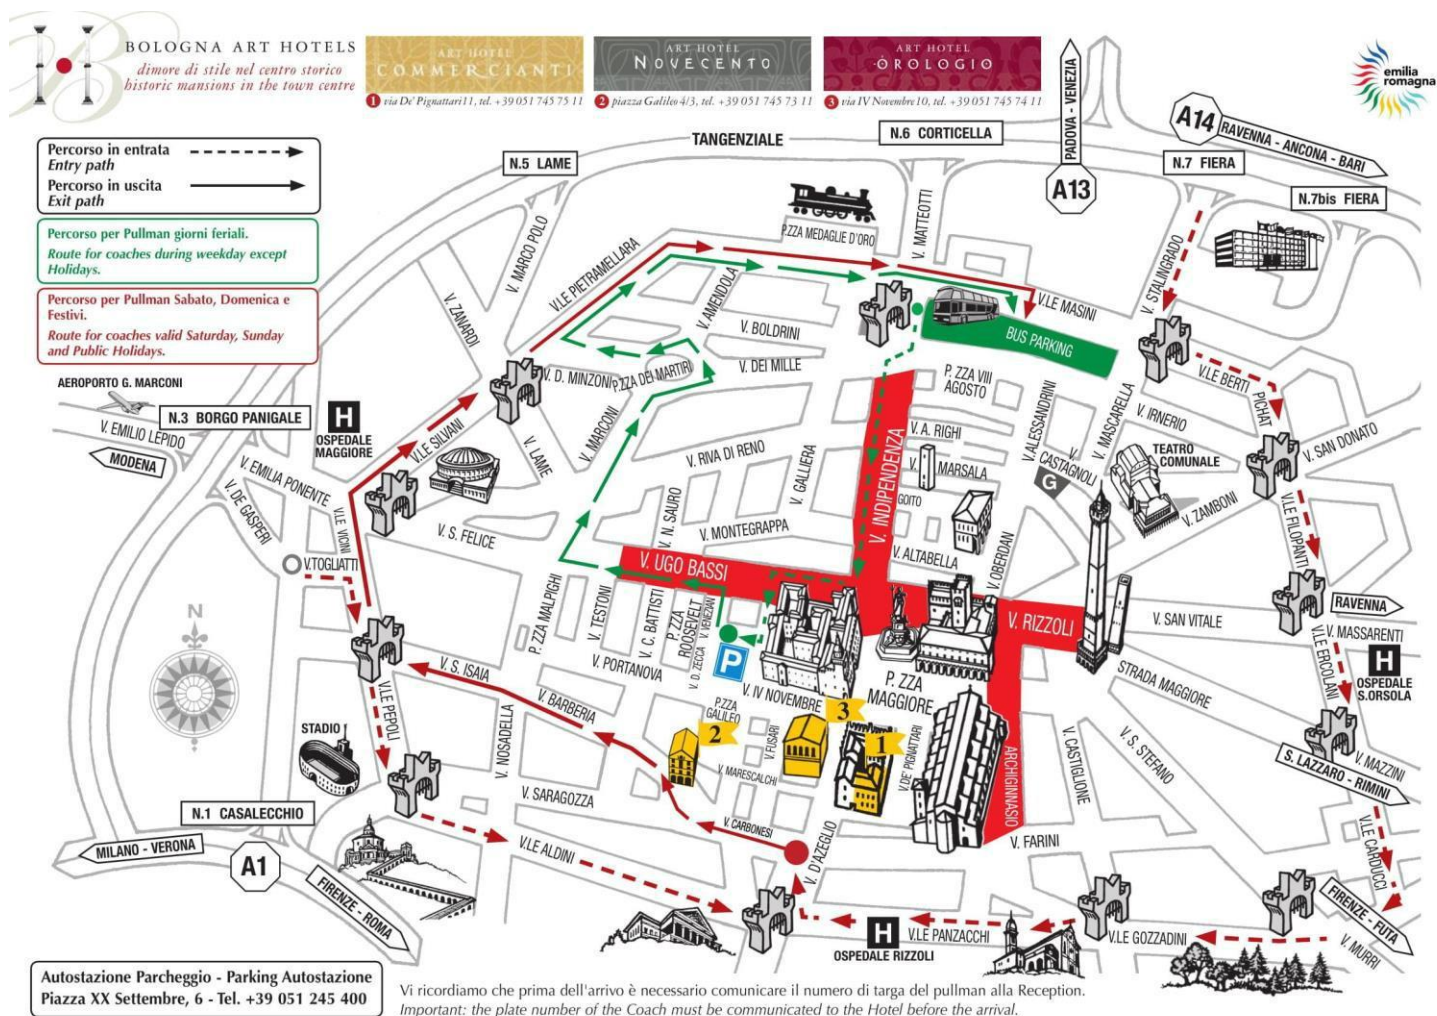 BOLOGNA ART HOTELS
dimore di stile nel centro storico
historic mansions in the town centre
ART HOTEL
COMMERCIANTI
1 via De' Pignattari 11, tel. +39 051 745 75 11
ART HOTEL
NOVECENTO
2 piazza Galileo 4/3, tel. +39 051 745 73 11
ART HOTEL
OROLOGIO
3 via IV Novembre 10, tel. +39 051 745 74 11
emilia
romagna
Percorso in entrata
Entry path
Percorso in uscita
Exit path
Percorso per Pullman giorni feriali.
Route for coaches during weekday except
Holidays.
Percorso per Pullman Sabato, Domenica e
Festivi.
Route for coaches valid Saturday, Sunday
and Public Holidays.
TANGENZIALE
N.5 LAME
N.6 CORTICELLA
PADOVA - VENEZIA
A13
A14
RAVENNA - ANCONA - BARI
N.7 FIERA
N.7bis FIERA
P.ZZA MEDAGLIE D'ORO
V. MATTEOTTI
V. MARCO POLO
V. ZANARDI
V.LE PIETRAMELLARA
V. AMENDOLA
V. BOLDRINI
V. DEI MILLE
V. D. MINZONI
P.ZZA DEI MARTIRI
V.LE MASINI
BUS PARKING
V. STALINGRADO
V.LE BERTI
PICHAT
P. ZZA VIII
AGOSTO
V. IRNERIO
V. MASCARELLA
V. ALESSANDRINI
V. SAN DONATO
AEROPORTO G. MARCONI
N.3 BORGO PANIGALE
V. EMILIO LEPIDO
MODENA
H
OSPEDALE
MAGGIORE
V.LE SILVANI
V. LAME
V. MARCONI
V. RIVA DI RENO
V. GALLIERA
V. INDIPENDENZA
V. A. RIGHI
V.
MARSALA
GOITO
V. CASTAGNOLI
G
TEATRO
COMUNALE
V. ZAMBONI
V.LE FILOPANTI
V. EMILIA PONENTE
V. DE GASPERI
V.LE VICINI
V. S. FELICE
V. N. SAURO
V. MONTEGRAPPA
V. ALTABELLA
V. OBERDAN
V.TOGLIATTI
V. UGO BASSI
V. RIZZOLI
V. SAN VITALE
RAVENNA
V. MASSARENTI
H
OSPEDALE
S.ORSOLA
V.LE ERCOLANI
STRADA MAGGIORE
N
P. ZZA MALPIGHI
V. TESTONI
V. C. BATTISTI
P. ZZA
ROOSEVELT
V. VENEZIAN
V. D. ZECCA
P
V. PORTANOVA
V. S. ISAIA
V. BARBERIA
V. IV NOVEMBRE
P. ZZA
MAGGIORE
P.ZZA
GALILEO
V.FUSARI
2
3
1
V.DE' PIGNATTARI
V. MARESCALCHI
V.LE PEPOLI
STADIO
V. NOSADELLA
V. SARAGOZZA
V. CARBONESI
V. D'AZEGLIO
ARCHIGINNASIO
V. FARINI
V. CASTIGLIONE
V. S. STEFANO
V. MAZZINI
S. LAZZARO - RIMINI
V.LE CARDUCCI
N.1 CASALECCHIO
MILANO - VERONA
A1
FIRENZE - ROMA
V.LE ALDINI
H
OSPEDALE RIZZOLI
V.LE PANZACCHI
V.LE GOZZADINI
FIRENZE - FUTA
V. MURRI
Autostazione Parcheggio - Parking Autostazione
Piazza XX Settembre, 6 - Tel. +39 051 245 400
Vi ricordiamo che prima dell'arrivo è necessario comunicare il numero di targa del pullman alla Reception.
Important: the plate number of the Coach must be communicated to the Hotel before the arrival.